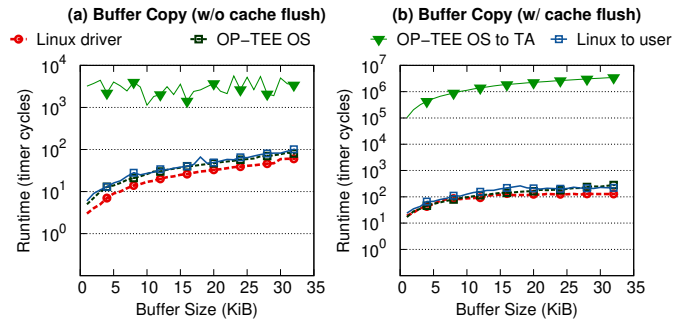 (a) Buffer Copy (w/o cache flush)
(b) Buffer Copy (w/ cache flush)
Linux driver
OP−TEE OS
OP−TEE OS to TA
Linux to user
Runtime (timer cycles)
10^4
10^3
10^2
10^1
10^0
0 5 10 15 20 25 30 35
Buffer Size (KiB)
Runtime (timer cycles)
10^7
10^6
10^5
10^4
10^3
10^2
10^1
10^0
0 5 10 15 20 25 30 35
Buffer Size (KiB)